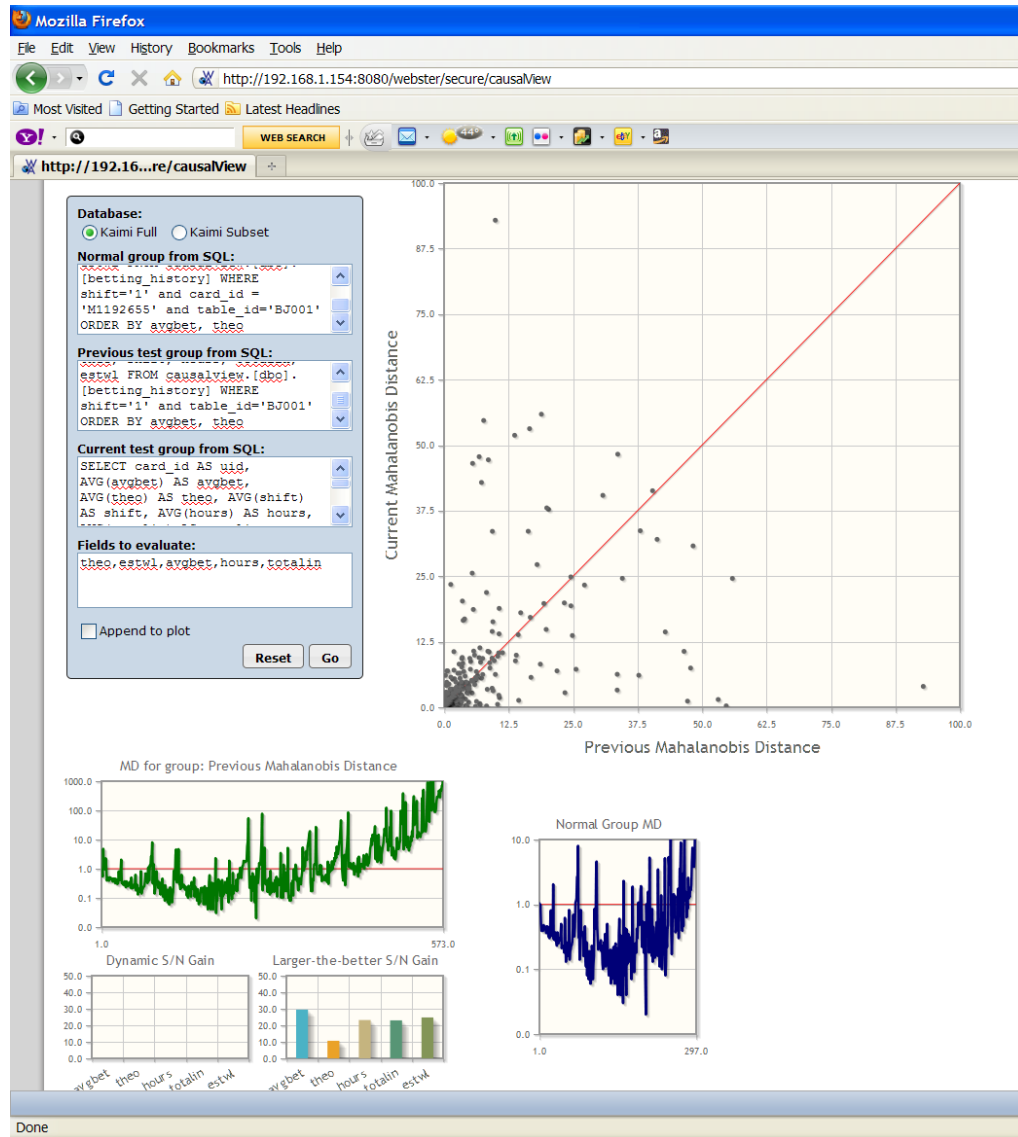 Mozilla Firefox
File Edit View History Bookmarks Tools Help
http://192.168.1.154:8080/webster/secure/causalView
Most Visited Getting Started Latest Headlines
Y! WEB SEARCH 44° eBY a
http://192.16...re/causalView
Database:
Kaimi Full Kaimi Subset
Normal group from SQL:
[betting_history] WHERE
shift='1' and card_id =
'M1192655' and table_id='BJ001'
ORDER BY avgbet, theo
Previous test group from SQL:
estwl FROM causalview.[dbo].
[betting_history] WHERE
shift='1' and table_id='BJ001'
ORDER BY avgbet, theo
Current test group from SQL:
SELECT card_id AS uid,
AVG(avgbet) AS avgbet,
AVG(theo) AS theo, AVG(shift)
AS shift, AVG(hours) AS hours,
Fields to evaluate:
theo,estwl,avgbet,hours,totalin
Append to plot
Reset Go
100.0
87.5
75.0
62.5
50.0
37.5
25.0
12.5
0.0
Current Mahalanobis Distance
0.0 12.5 25.0 37.5 50.0 62.5 75.0 87.5 100.0
Previous Mahalanobis Distance
MD for group: Previous Mahalanobis Distance
1000.0
100.0
10.0
1.0
0.1
0.0
1.0 573.0
Normal Group MD
10.0
1.0
0.1
0.0
1.0 297.0
Dynamic S/N Gain
50.0
40.0
30.0
20.0
10.0
0.0
avgbet theo hours totalin estwl
Larger-the-better S/N Gain
50.0
40.0
30.0
20.0
10.0
0.0
avgbet theo hours totalin estwl
Done